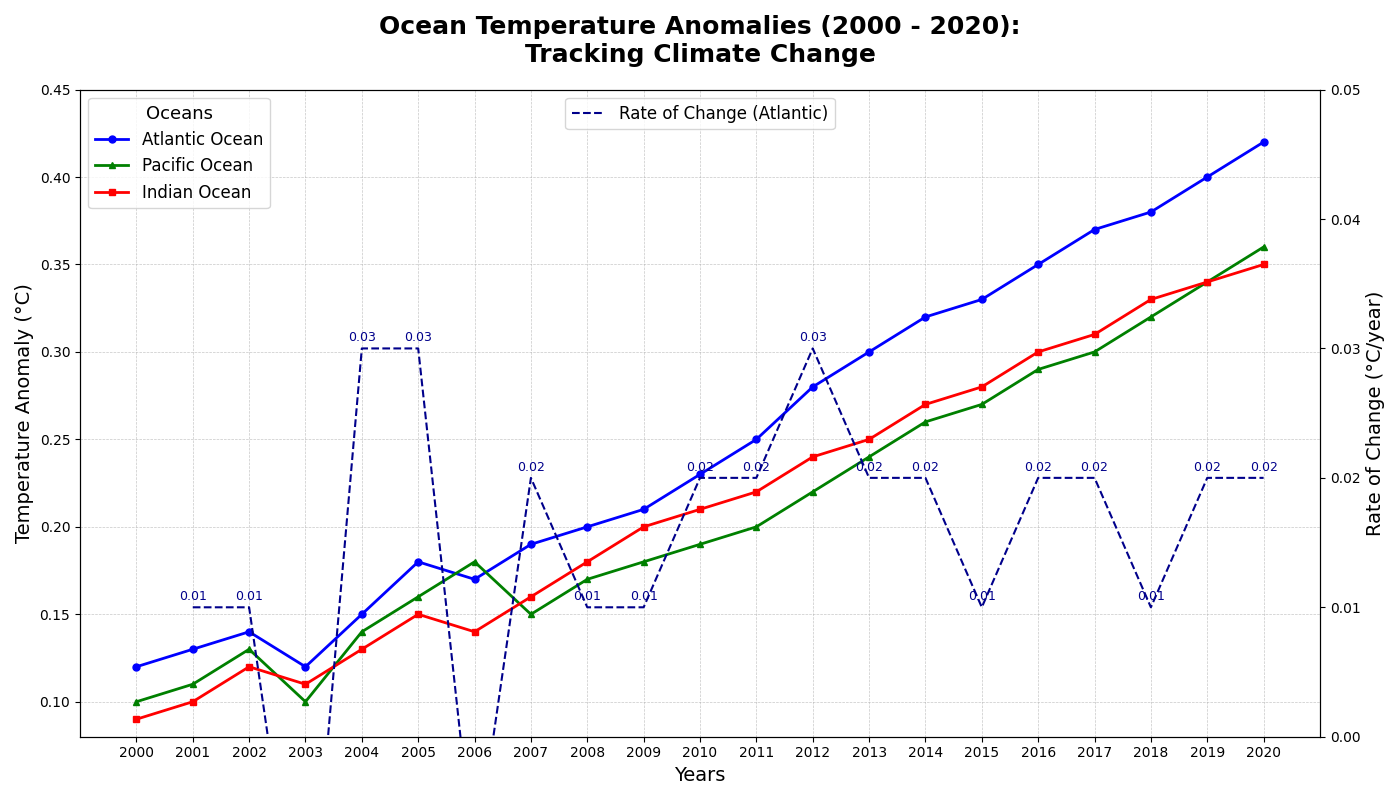 Ocean Temperature Anomalies (2000 - 2020):
Tracking Climate Change
Oceans
Atlantic Ocean
Pacific Ocean
Indian Ocean
Rate of Change (Atlantic)
Temperature Anomaly (°C)
0.45
0.40
0.35
0.30
0.25
0.20
0.15
0.10
0.01 0.01 0.03 0.03 0.02 0.01 0.01 0.02 0.02 0.03 0.02 0.02 0.01 0.02 0.02 0.01 0.02 0.02
0.05
0.04
0.03
0.02
0.01
0.00
Rate of Change (°C/year)
2000 2001 2002 2003 2004 2005 2006 2007 2008 2009 2010 2011 2012 2013 2014 2015 2016 2017 2018 2019 2020
Years